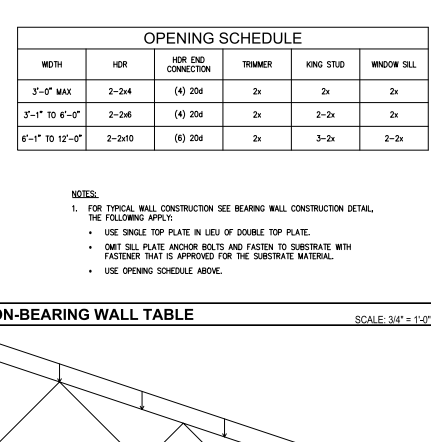 OPENING SCHEDULE
WIDTH HDR HDR END CONNECTION TRIMMER KING STUD WINDOW SILL
3'-0" MAX 2-2x4 (4) 20d 2x 2x 2x
3'-1" TO 6'-0" 2-2x6 (4) 20d 2x 2-2x 2x
6'-1" TO 12'-0" 2-2x10 (6) 20d 2x 3-2x 2-2x
NOTES:
1. FOR TYPICAL WALL CONSTRUCTION SEE BEARING WALL CONSTRUCTION DETAIL,
THE FOLLOWING APPLY:
• USE SINGLE TOP PLATE IN LIEU OF DOUBLE TOP PLATE.
• OMIT SILL PLATE ANCHOR BOLTS AND FASTEN TO SUBSTRATE WITH
FASTENER THAT IS APPROVED FOR THE SUBSTRATE MATERIAL.
• USE OPENING SCHEDULE ABOVE.
ON-BEARING WALL TABLE
SCALE: 3/4" = 1'-0"